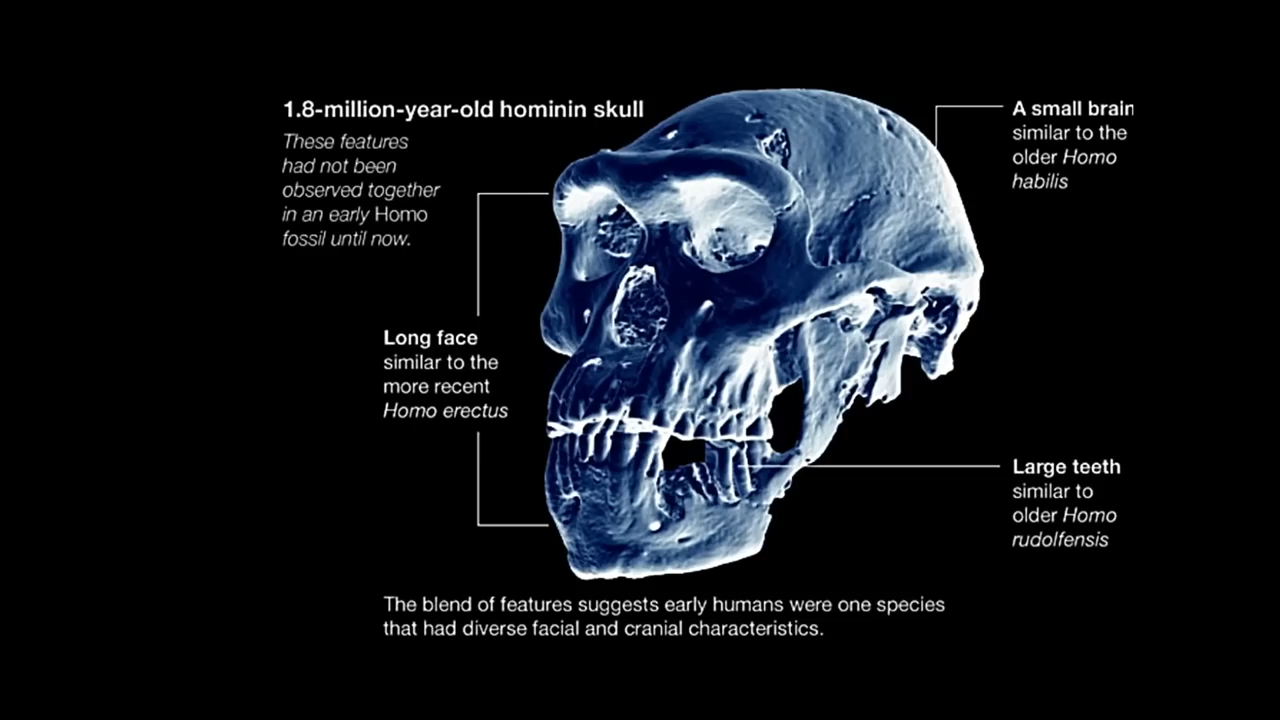 1.8-million-year-old hominin skull
These features
had not been
observed together
in an early Homo
fossil until now.
A small brain
similar to the
older Homo
habilis
Long face
similar to the
more recent
Homo erectus
Large teeth
similar to
older Homo
rudolfensis
The blend of features suggests early humans were one species
that had diverse facial and cranial characteristics.